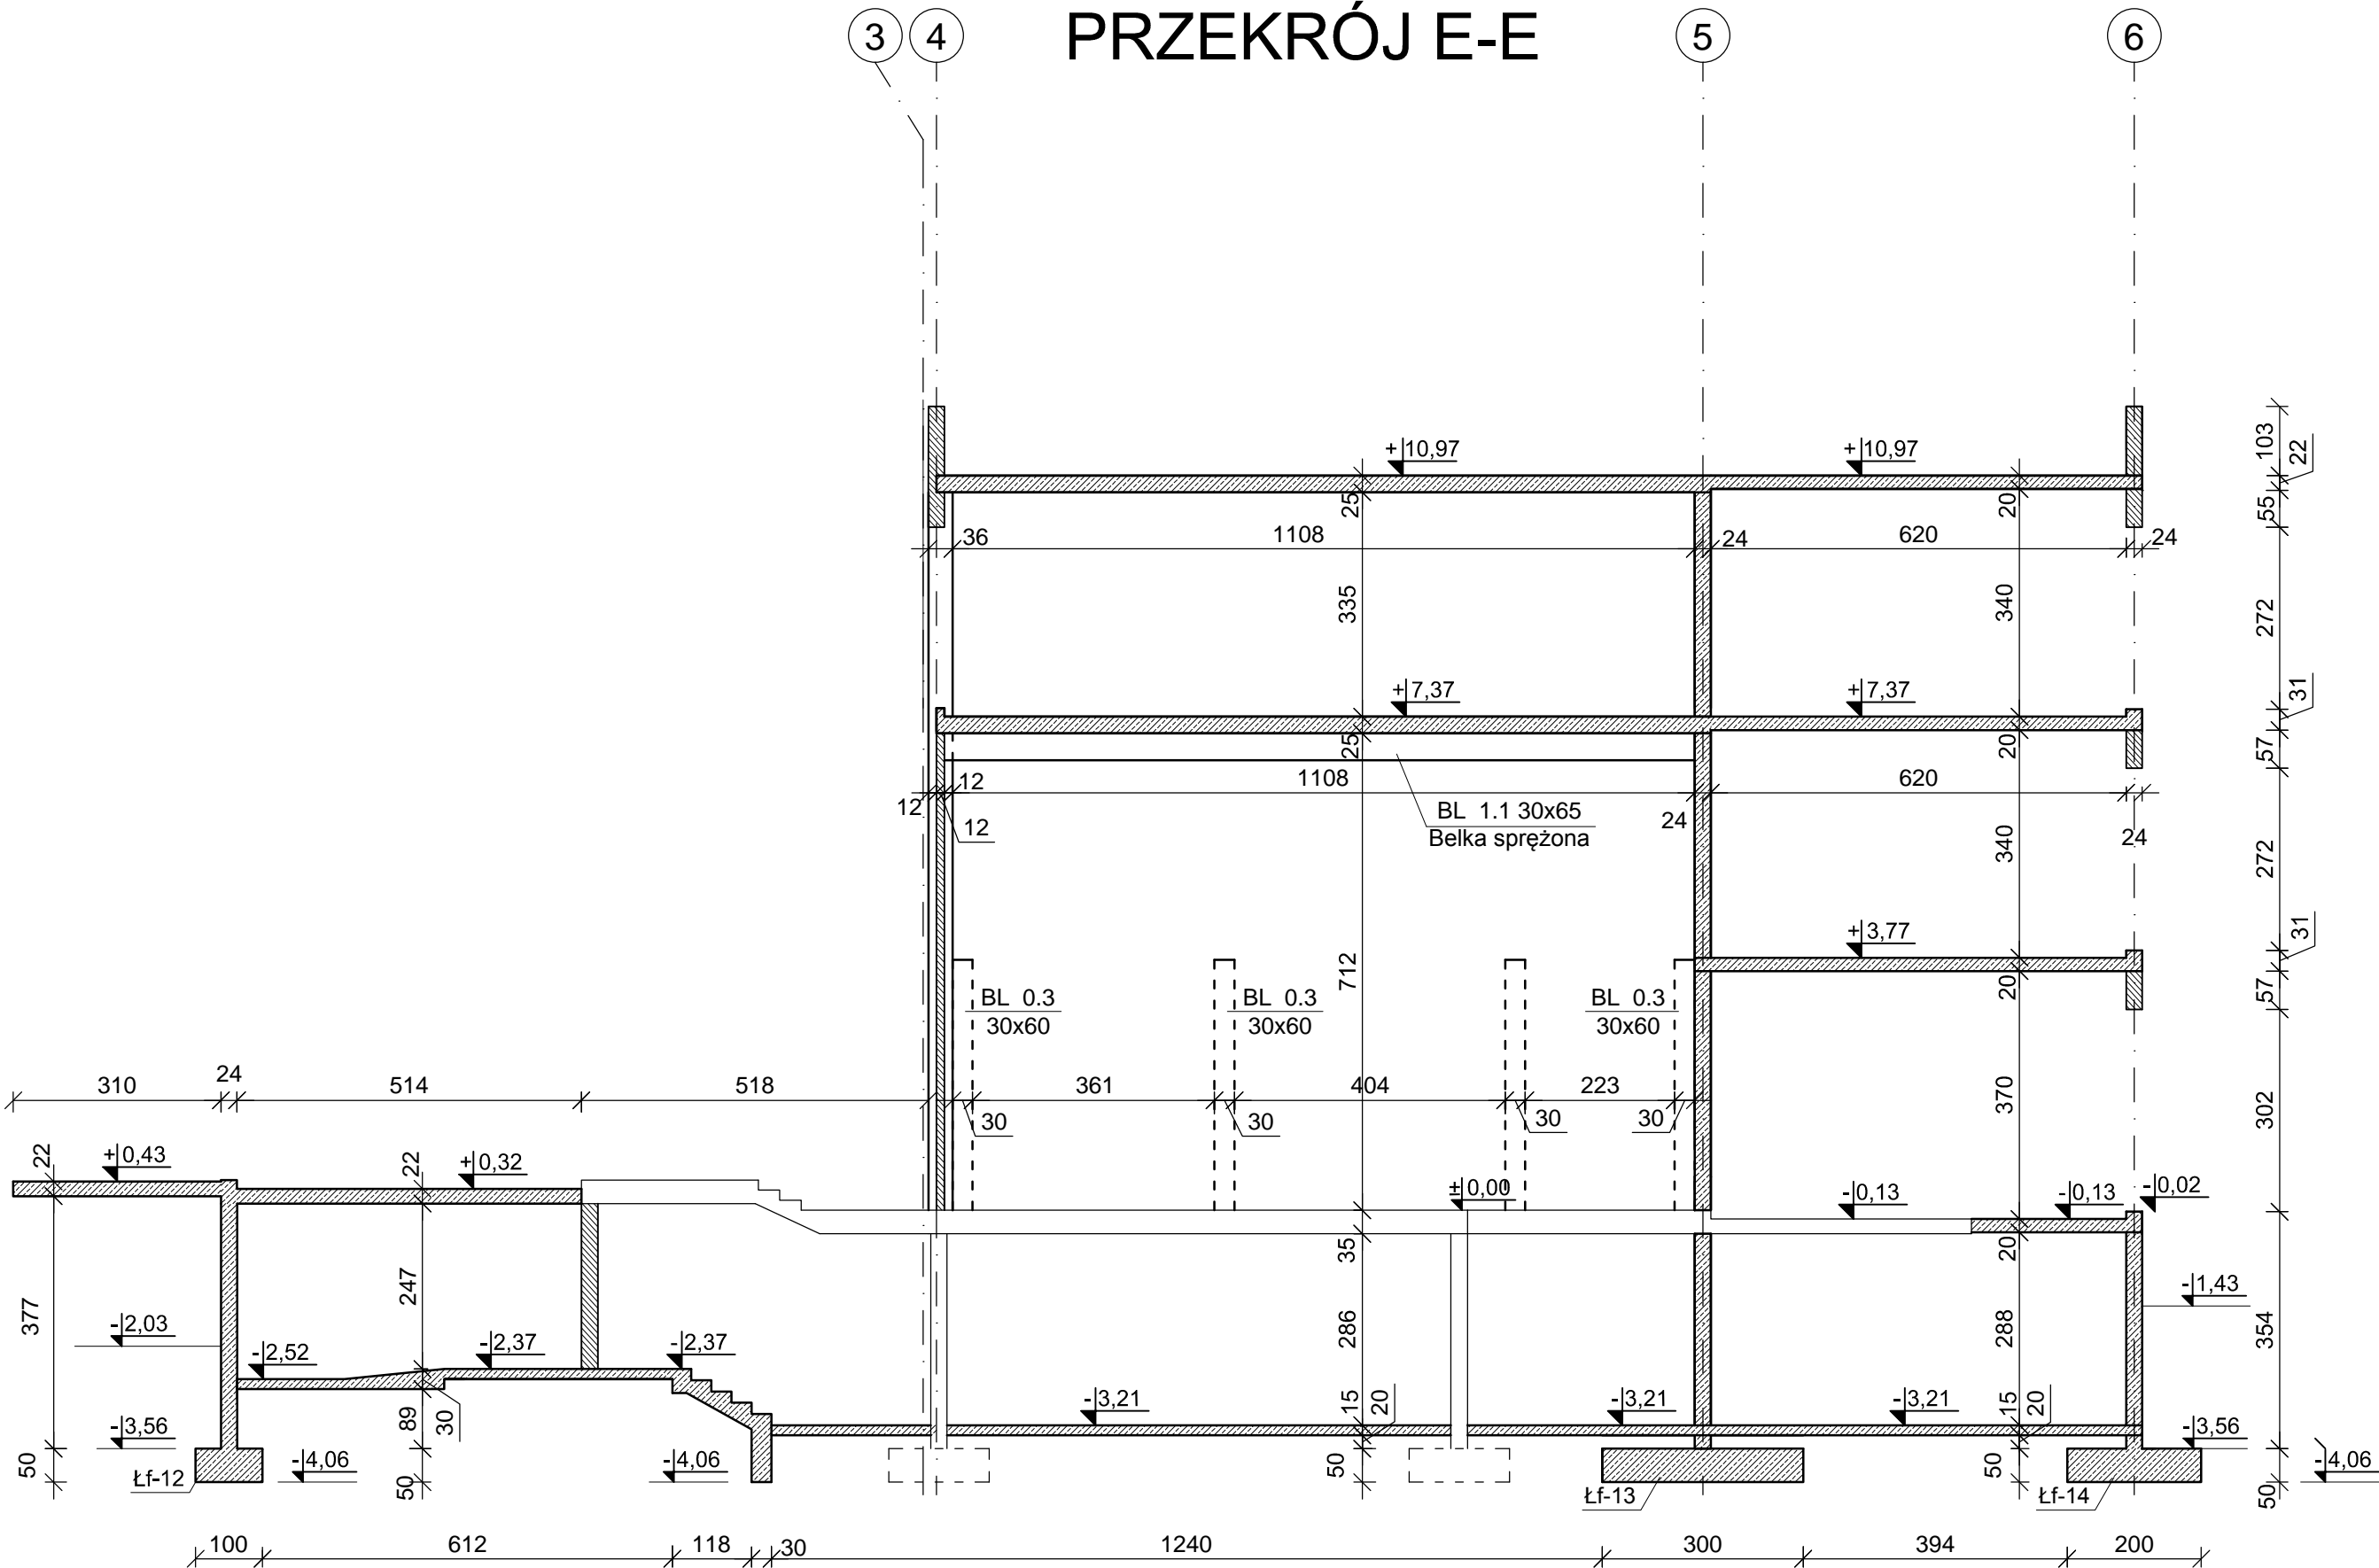 PRZEKRÓJ E-E
3 4 5 6
+10,97 +10,97
103
22
25 20 55
36 1108 24 620 24
335 340 272
+7,37 +7,37
31
25 20 57
12 12 1108 620
12 24 24
BL 1.1 30x65
Belka sprężona
340 272
+3,77
31
712 20 57
BL 0.3 BL 0.3 BL 0.3
30x60 30x60 30x60
310 24 514 518 361 404 223
30 30 30 30
370 302
22 +0,43 22 +0,32
±0,00 -0,13 -0,13 -0,02
35 20
377 247 286 288 354
-2,03 -1,43
-2,52 -2,37 -2,37
89 30
-3,21 -3,21 -3,21
15 20 15 20
-3,56 -3,56
50 50 50 50 50
-4,06 -4,06 -4,06
Łf-12 Łf-13 Łf-14
100 612 118 30 1240 300 394 200